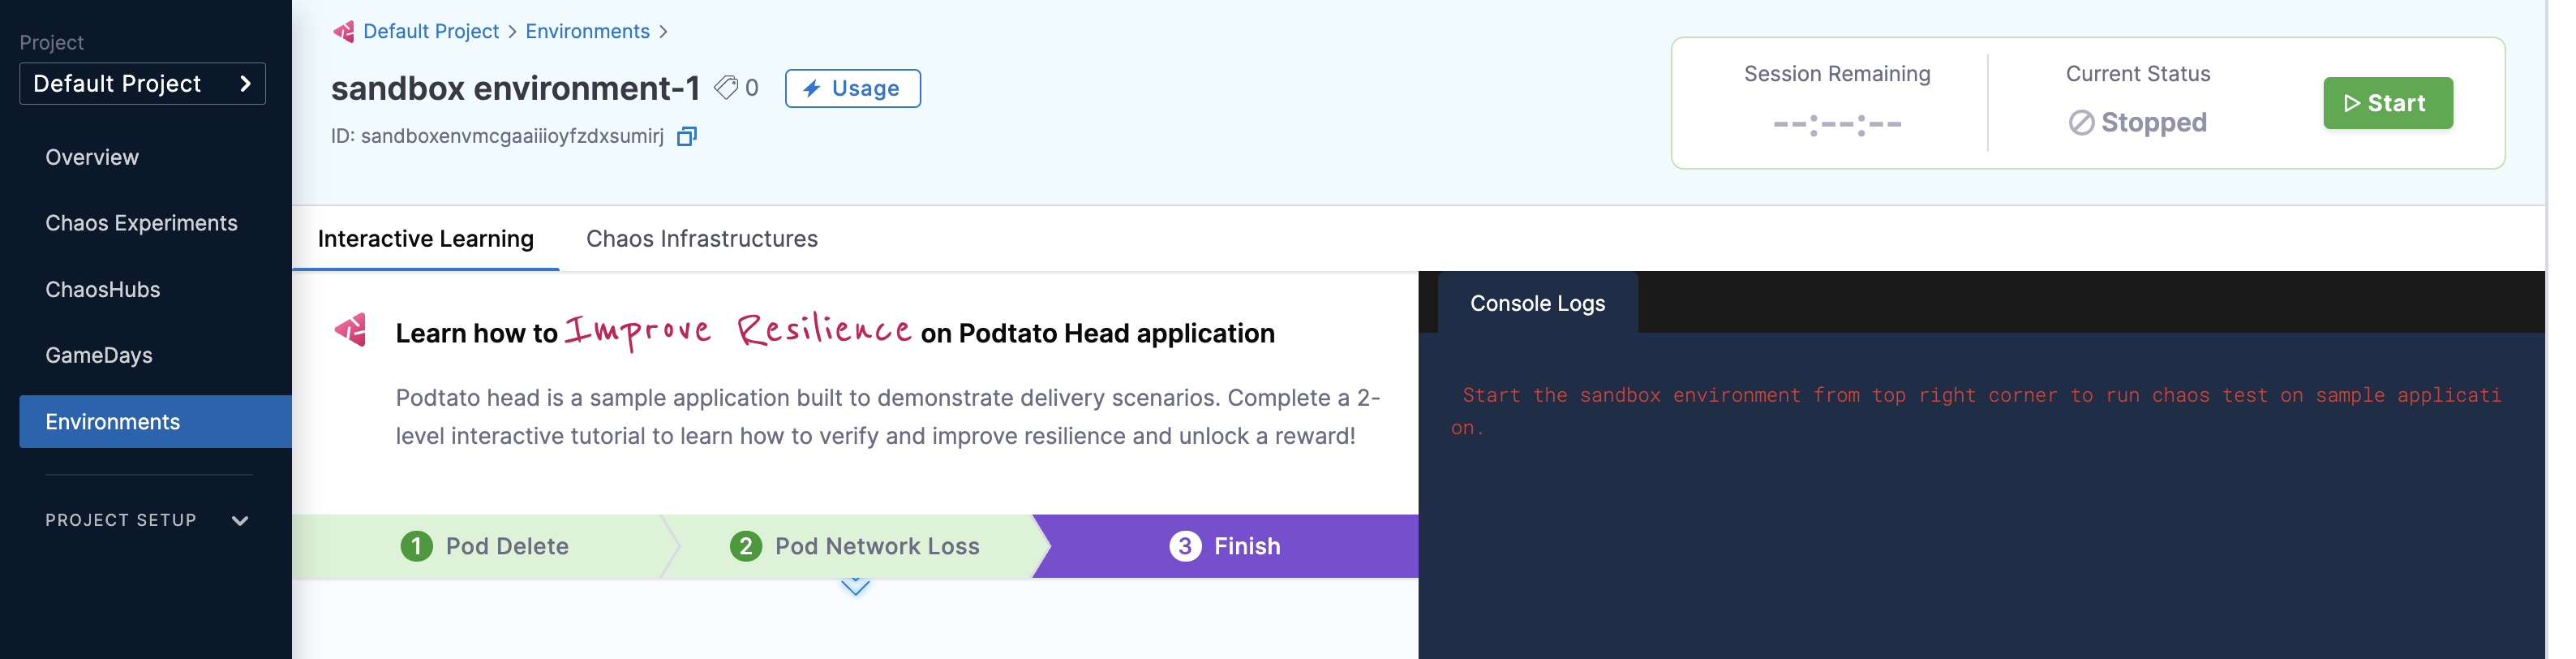 Project
Default Project
Overview
Chaos Experiments
ChaosHubs
GameDays
Environments
PROJECT SETUP
Default Project > Environments >
sandbox environment-1 0 Usage
ID: sandboxenvmcgaaiiioyfzdxsumirj
Session Remaining
--:--:--
Current Status
Stopped
Start
Interactive Learning Chaos Infrastructures
Learn how to Improve Resilience on Podtato Head application
Podtato head is a sample application built to demonstrate delivery scenarios. Complete a 2-
level interactive tutorial to learn how to verify and improve resilience and unlock a reward!
1 Pod Delete 2 Pod Network Loss 3 Finish
Console Logs
Start the sandbox environment from top right corner to run chaos test on sample applicati
on.